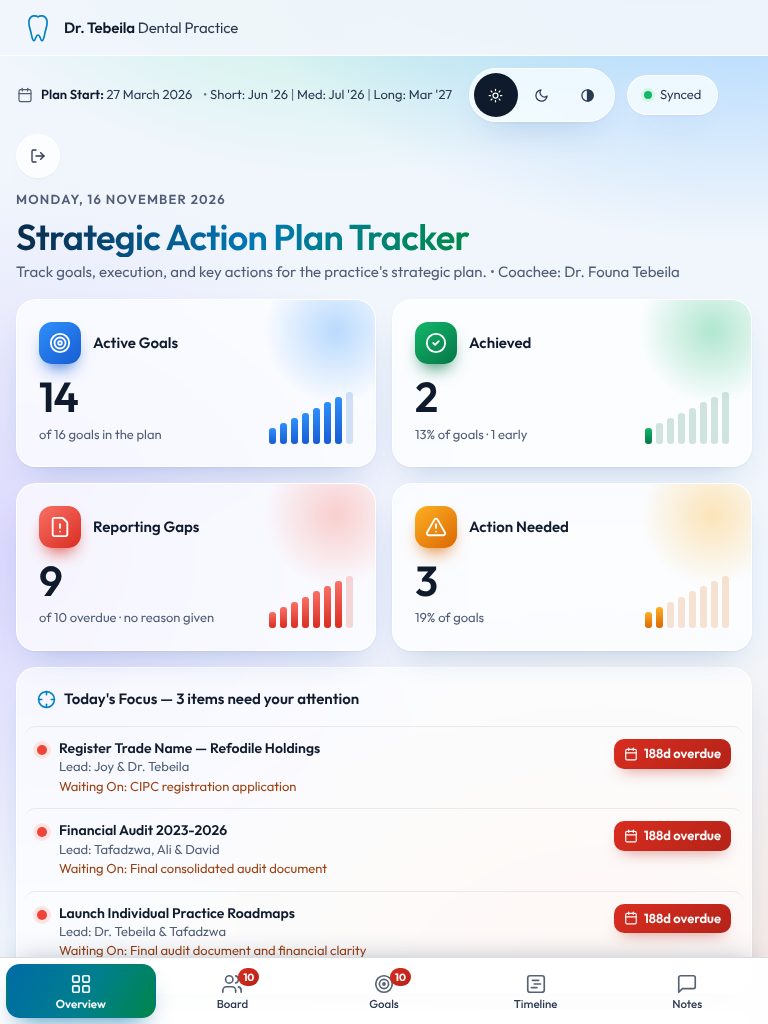 Dr. Tebeila Dental Practice
Plan Start: 27 March 2026 • Short: Jun '26 | Med: Jul '26 | Long: Mar '27
Synced
MONDAY, 16 NOVEMBER 2026
Strategic Action Plan Tracker
Track goals, execution, and key actions for the practice's strategic plan. • Coachee: Dr. Founa Tebeila
Active Goals
14
of 16 goals in the plan
Achieved
2
13% of goals · 1 early
Reporting Gaps
9
of 10 overdue · no reason given
Action Needed
3
19% of goals
Today's Focus — 3 items need your attention
Register Trade Name — Refodile Holdings
Lead: Joy & Dr. Tebeila
Waiting On: CIPC registration application
188d overdue
Financial Audit 2023-2026
Lead: Tafadzwa, Ali & David
Waiting On: Final consolidated audit document
188d overdue
Launch Individual Practice Roadmaps
Lead: Dr. Tebeila & Tafadzwa
Waiting On: Final audit document and financial clarity
188d overdue
Overview
10
Board
10
Goals
Timeline
Notes